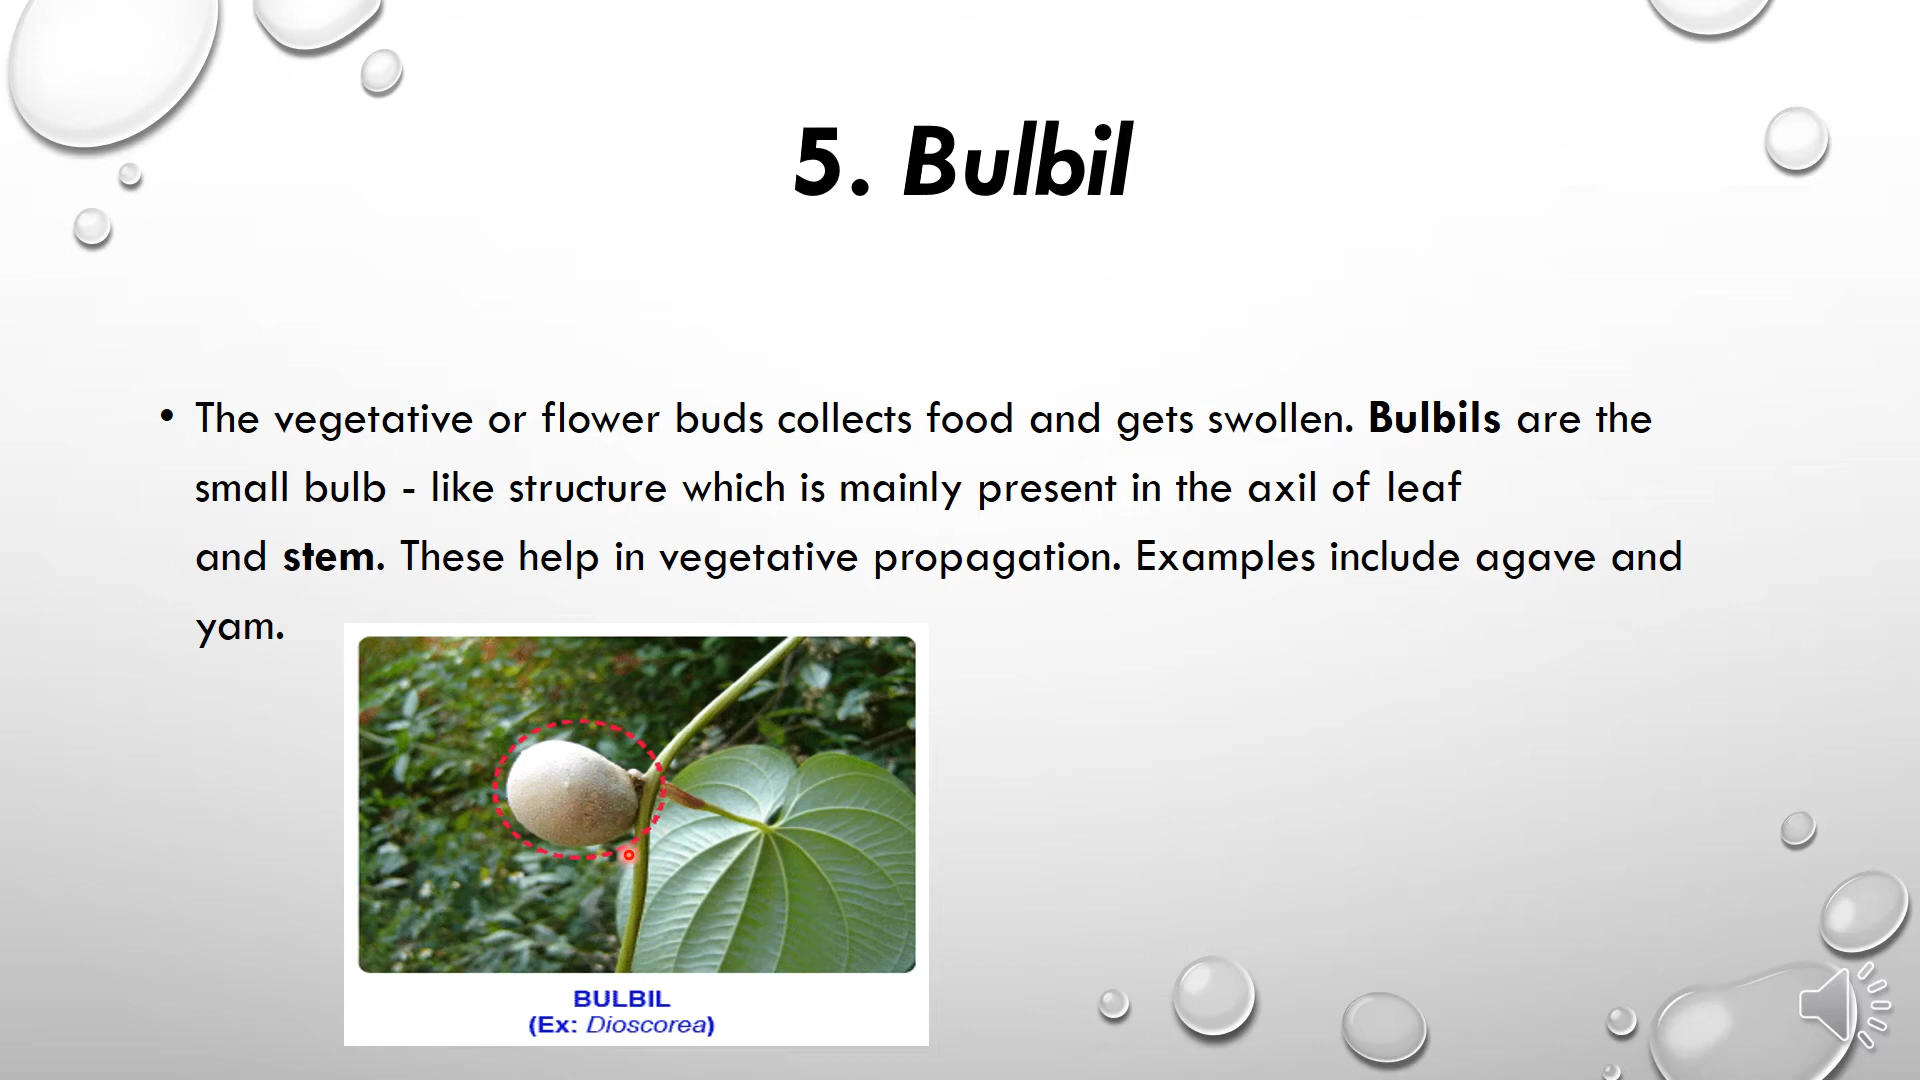 5. Bulbil
• The vegetative or flower buds collects food and gets swollen. Bulbils are the
small bulb - like structure which is mainly present in the axil of leaf
and stem. These help in vegetative propagation. Examples include agave and
yam.
BULBIL
(Ex: Dioscorea)